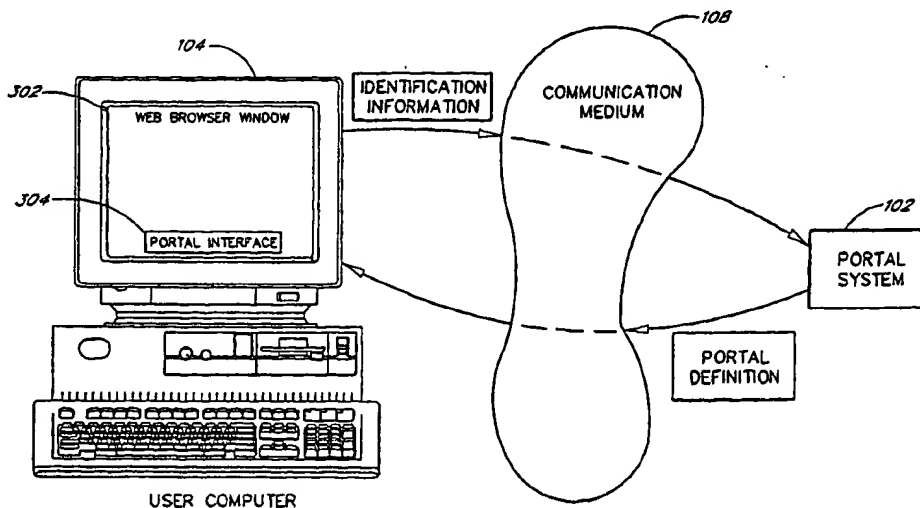 104
108
302
WEB BROWSER WINDOW
IDENTIFICATION
INFORMATION
COMMUNICATION
MEDIUM
304
PORTAL INTERFACE
102
PORTAL
SYSTEM
PORTAL
DEFINITION
USER COMPUTER